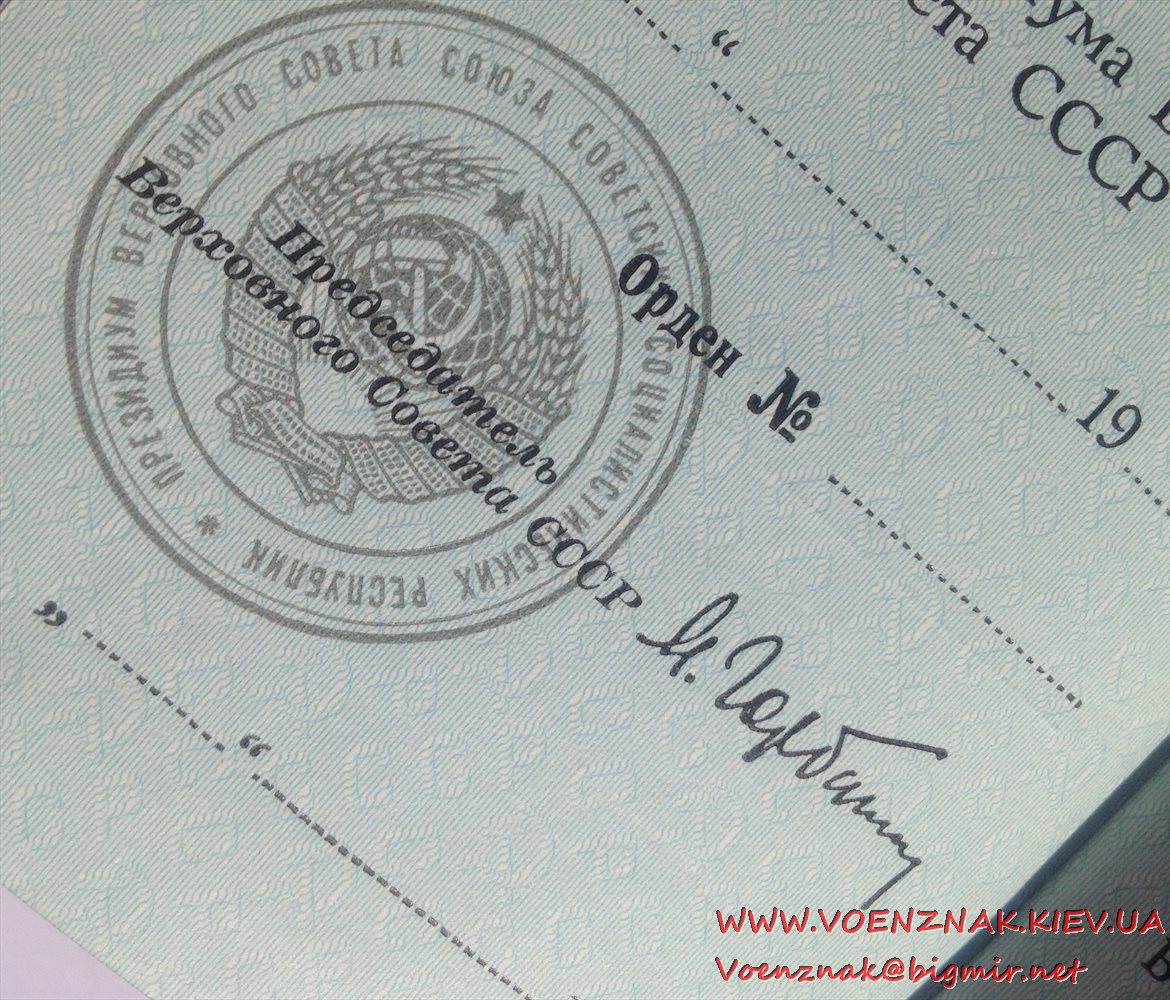 ума
ета СССР
“ 19
Орден №
ПРЕЗИДИУМ ВЕРХОВНОГО СОВЕТА СОЮЗА СОВЕТСКИХ СОЦИАЛИСТИЧЕСКИХ РЕСПУБЛИК *
Председатель
Верховного Совета СССР М. Горбачев
„ “
WWW.VOENZNAK.KIEV.UA
Voenznak@bigmir.net